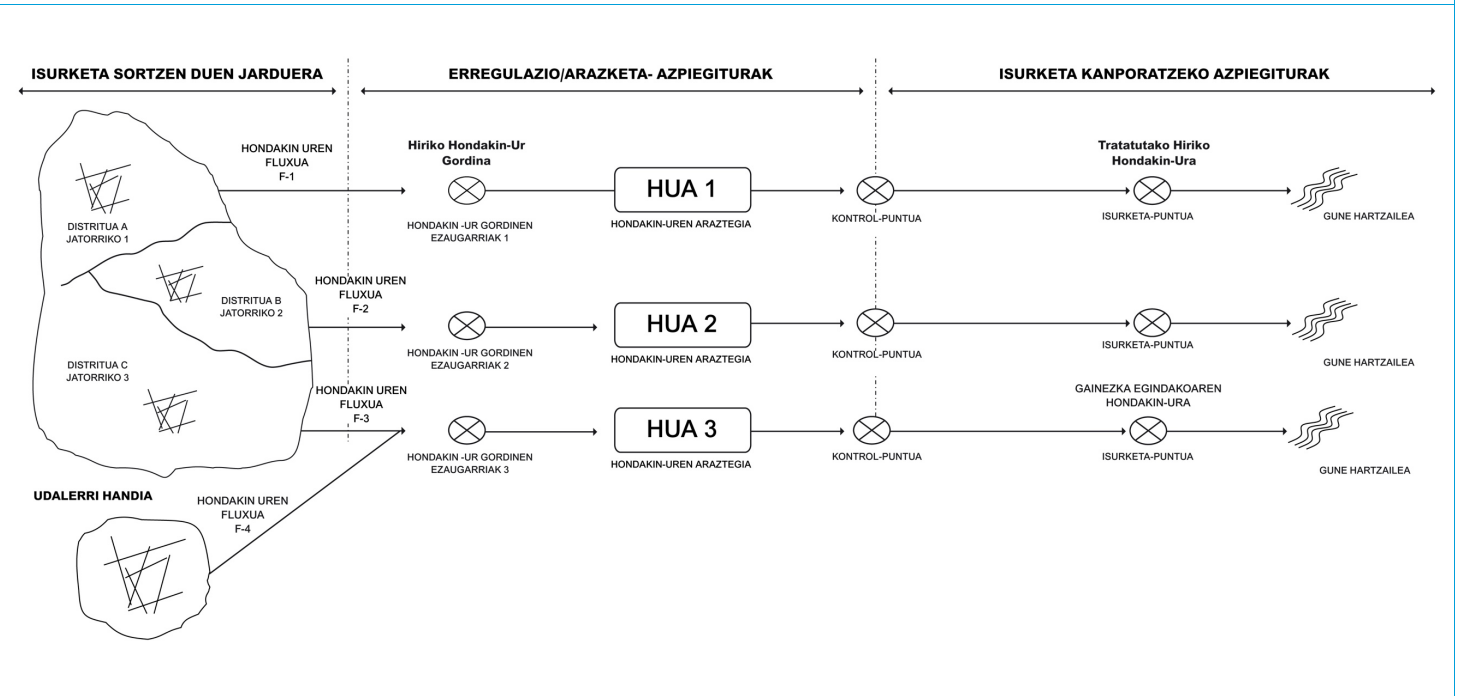 ISURKETA SORTZEN DUEN JARDUERA
ERREGULAZIO/ARAZKETA- AZPIEGITURAK
ISURKETA KANPORATZEKO AZPIEGITURAK
HONDAKIN UREN
FLUXUA
F-1
Hiriko Hondakin-Ur
Gordina
Tratatutako Hiriko
Hondakin-Ura
HUA 1
DISTRITUA A
JATORRIKO 1
HONDAKIN -UR GORDINEN
EZAUGARRIAK 1
HONDAKIN-UREN ARAZTEGIA
KONTROL-PUNTUA
ISURKETA-PUNTUA
GUNE HARTZAILEA
HONDAKIN UREN
FLUXUA
F-2
DISTRITUA B
JATORRIKO 2
HUA 2
HONDAKIN -UR GORDINEN
EZAUGARRIAK 2
HONDAKIN-UREN ARAZTEGIA
KONTROL-PUNTUA
ISURKETA-PUNTUA
GUNE HARTZAILEA
DISTRITUA C
JATORRIKO 3
HONDAKIN UREN
FLUXUA
F-3
GAINEZKA EGINDAKOAREN
HONDAKIN-URA
HUA 3
HONDAKIN -UR GORDINEN
EZAUGARRIAK 3
HONDAKIN-UREN ARAZTEGIA
KONTROL-PUNTUA
ISURKETA-PUNTUA
GUNE HARTZAILEA
UDALERRI HANDIA
HONDAKIN UREN
FLUXUA
F-4